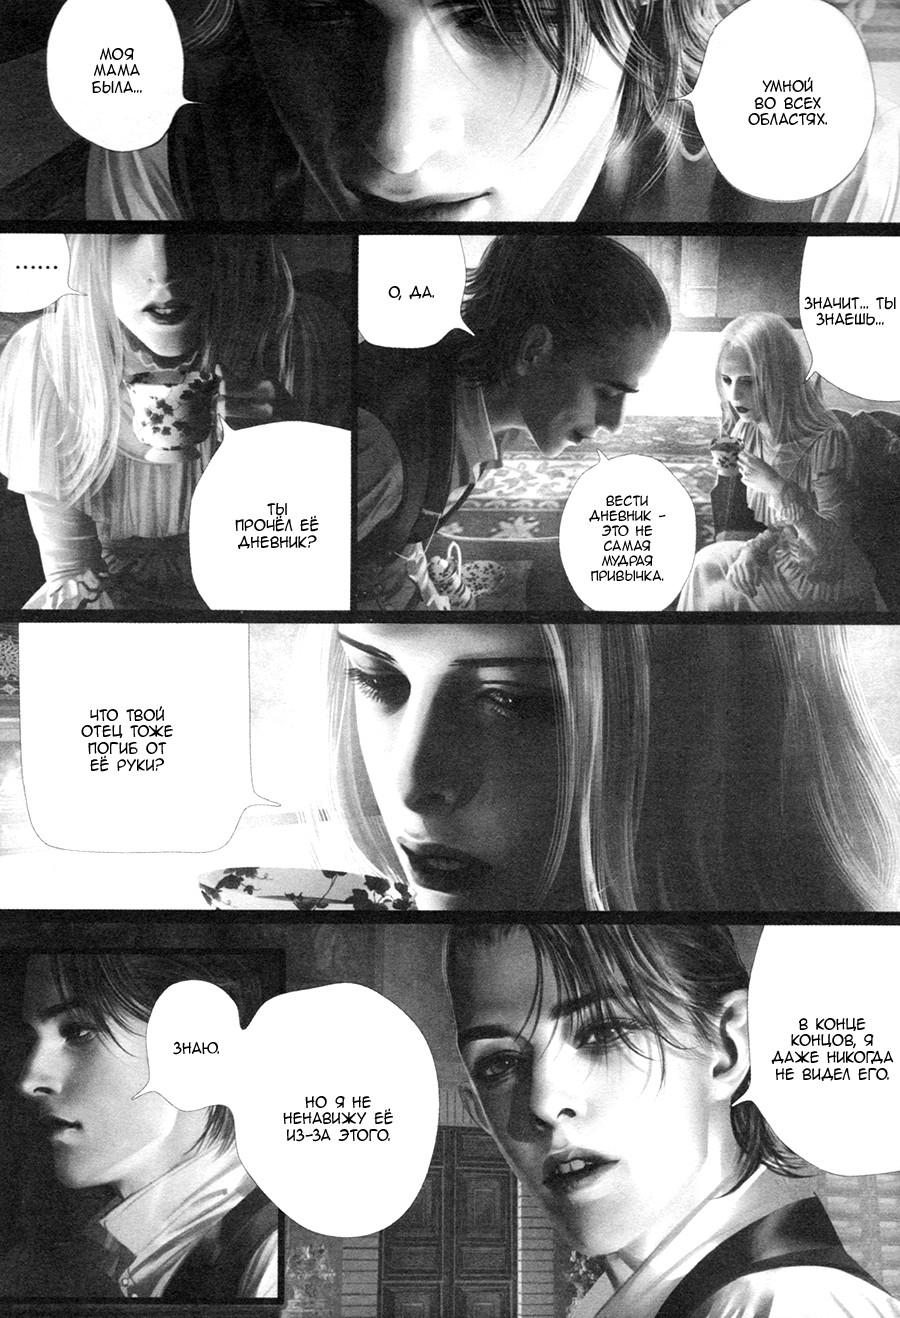 МОЯ
МАМА
БЫЛА...
УМНОЙ
ВО ВСЕХ
ОБЛАСТЯХ.
......
ТЫ
ПРОЧЁЛ ЕЁ
ДНЕВНИК?
О, ДА.
ВЕСТИ
ДНЕВНИК -
ЭТО НЕ
САМАЯ
МУДРАЯ
ПРИВЫЧКА.
ЗНАЧИТ... ТЫ
ЗНАЕШЬ...
ЧТО ТВОЙ
ОТЕЦ ТОЖЕ
ПОГИБ ОТ
ЕЁ РУКИ?
ЗНАЮ.
НО Я НЕ
НЕНАВИЖУ ЕЁ
ИЗ-ЗА ЭТОГО.
В КОНЦЕ
КОНЦОВ, Я
ДАЖЕ НИКОГДА
НЕ ВИДЕЛ ЕГО.